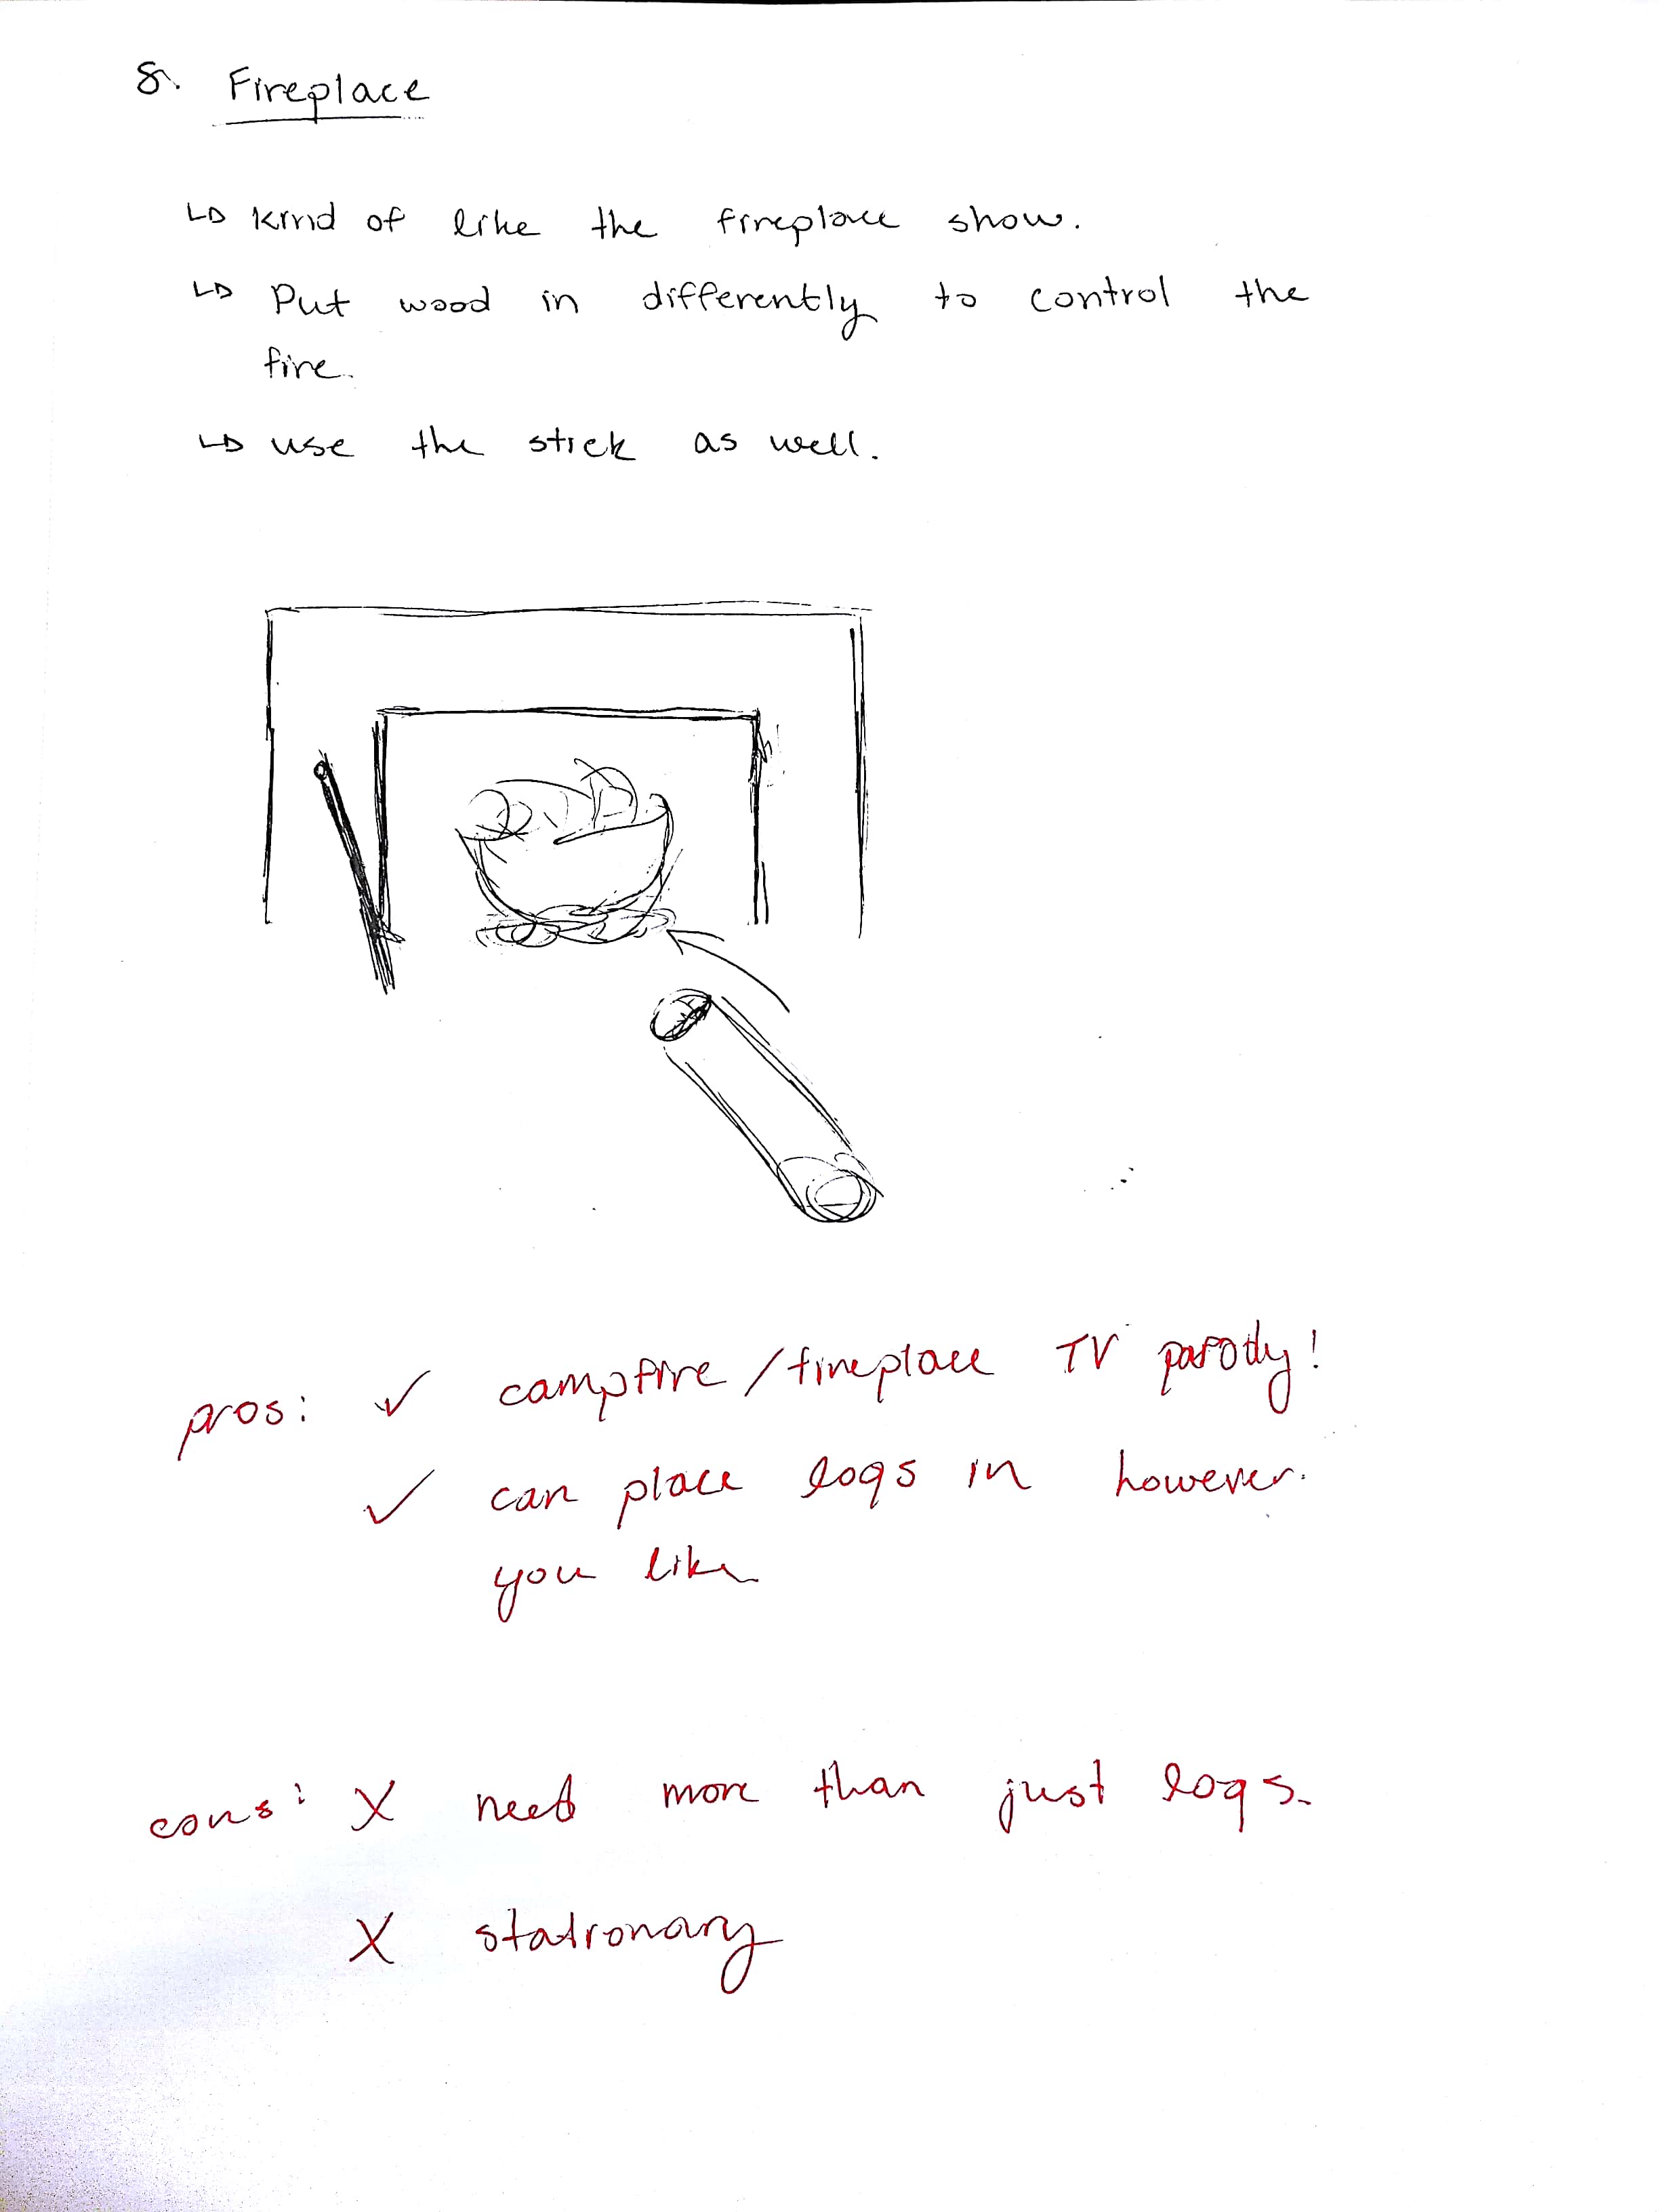 8. Fireplace
↳ kind of like the fireplace show.
↳ Put wood in differently to control the
fire.
↳ use the stick as well.
pros: ✓ campfire / fireplace TV parody!
✓ can place logs in however.
you like
cons: X need more than just logs.
X stationary